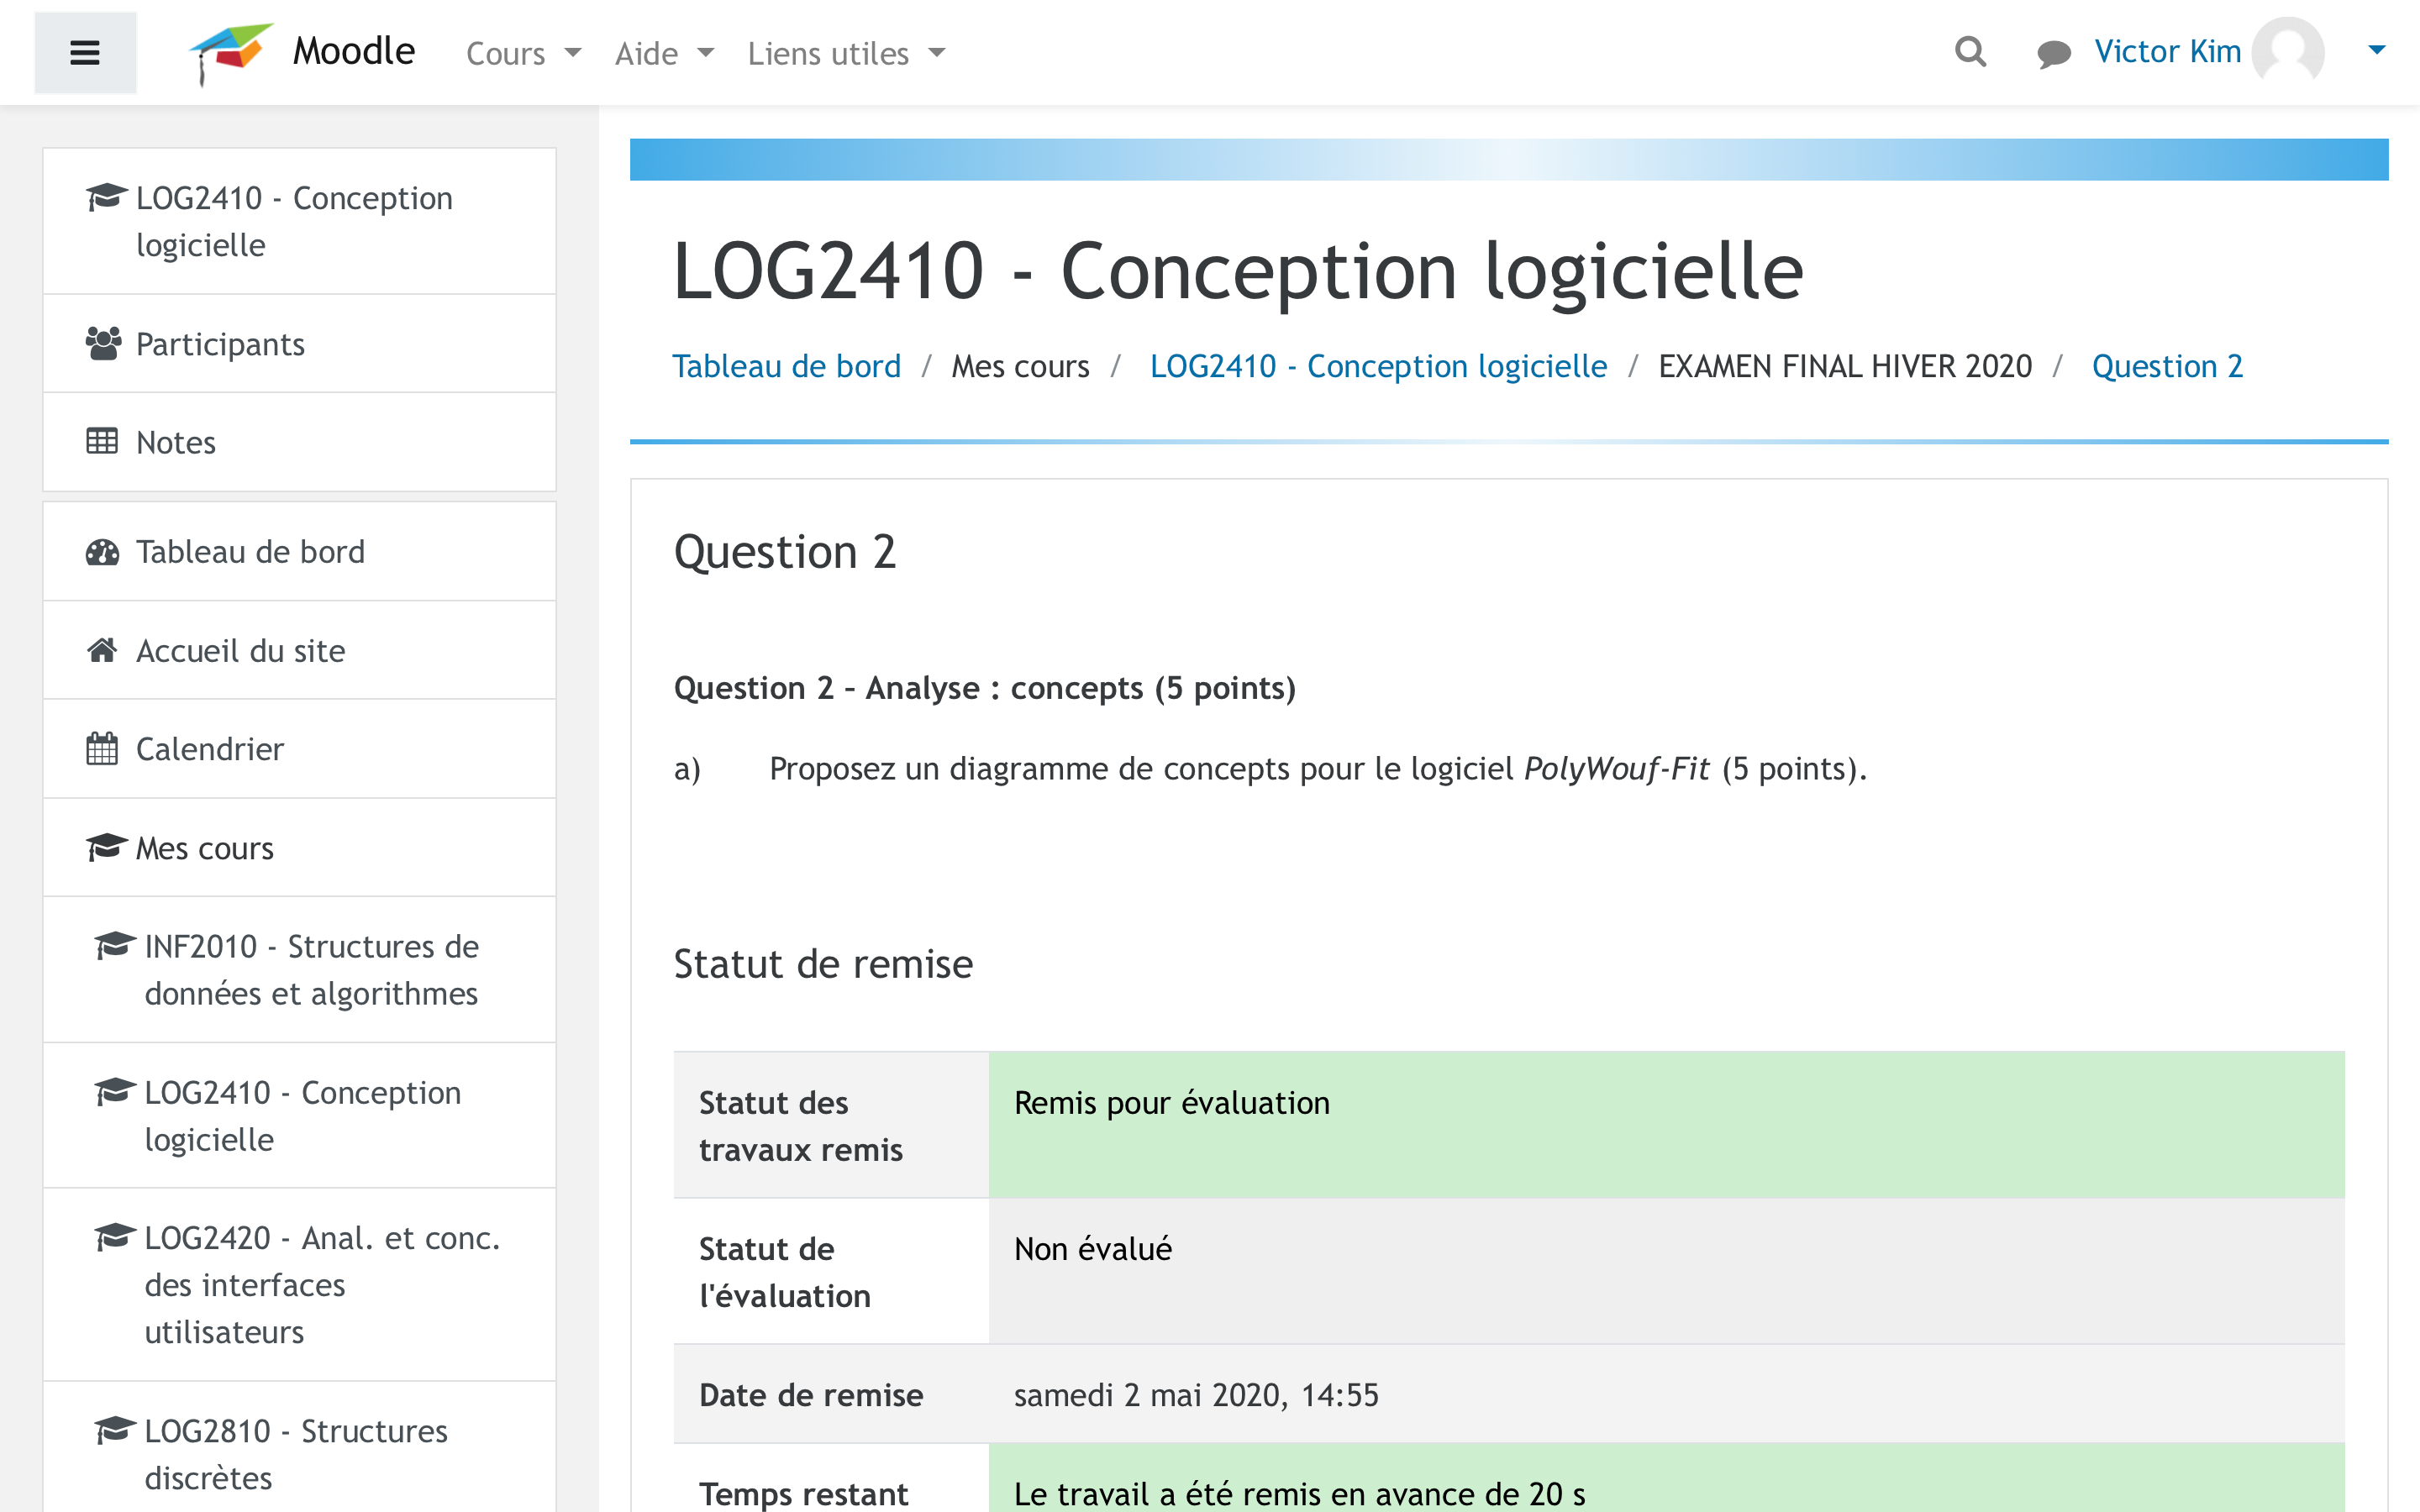 Moodle Cours Aide Liens utiles Victor Kim
LOG2410 - Conception
logicielle
Participants
Notes
Tableau de bord
Accueil du site
Calendrier
Mes cours
INF2010 - Structures de
données et algorithmes
LOG2410 - Conception
logicielle
LOG2420 - Anal. et conc.
des interfaces
utilisateurs
LOG2810 - Structures
discrètes
LOG2410 - Conception logicielle
Tableau de bord / Mes cours / LOG2410 - Conception logicielle / EXAMEN FINAL HIVER 2020 / Question 2
Question 2
Question 2 – Analyse : concepts (5 points)
a) Proposez un diagramme de concepts pour le logiciel PolyWouf-Fit (5 points).
Statut de remise
Statut des
travaux remis
Remis pour évaluation
Statut de
l'évaluation
Non évalué
Date de remise samedi 2 mai 2020, 14:55
Temps restant Le travail a été remis en avance de 20 s